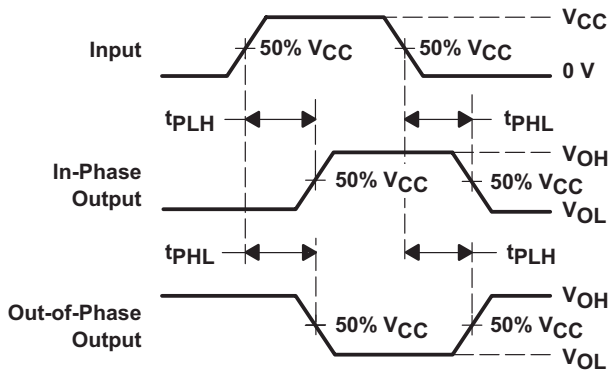 VCC
Input
50% VCC
50% VCC
0 V
tPLH
tPHL
VOH
In-Phase
Output
50% VCC
50% VCC
VOL
tPHL
tPLH
VOH
Out-of-Phase
Output
50% VCC
50% VCC
VOL